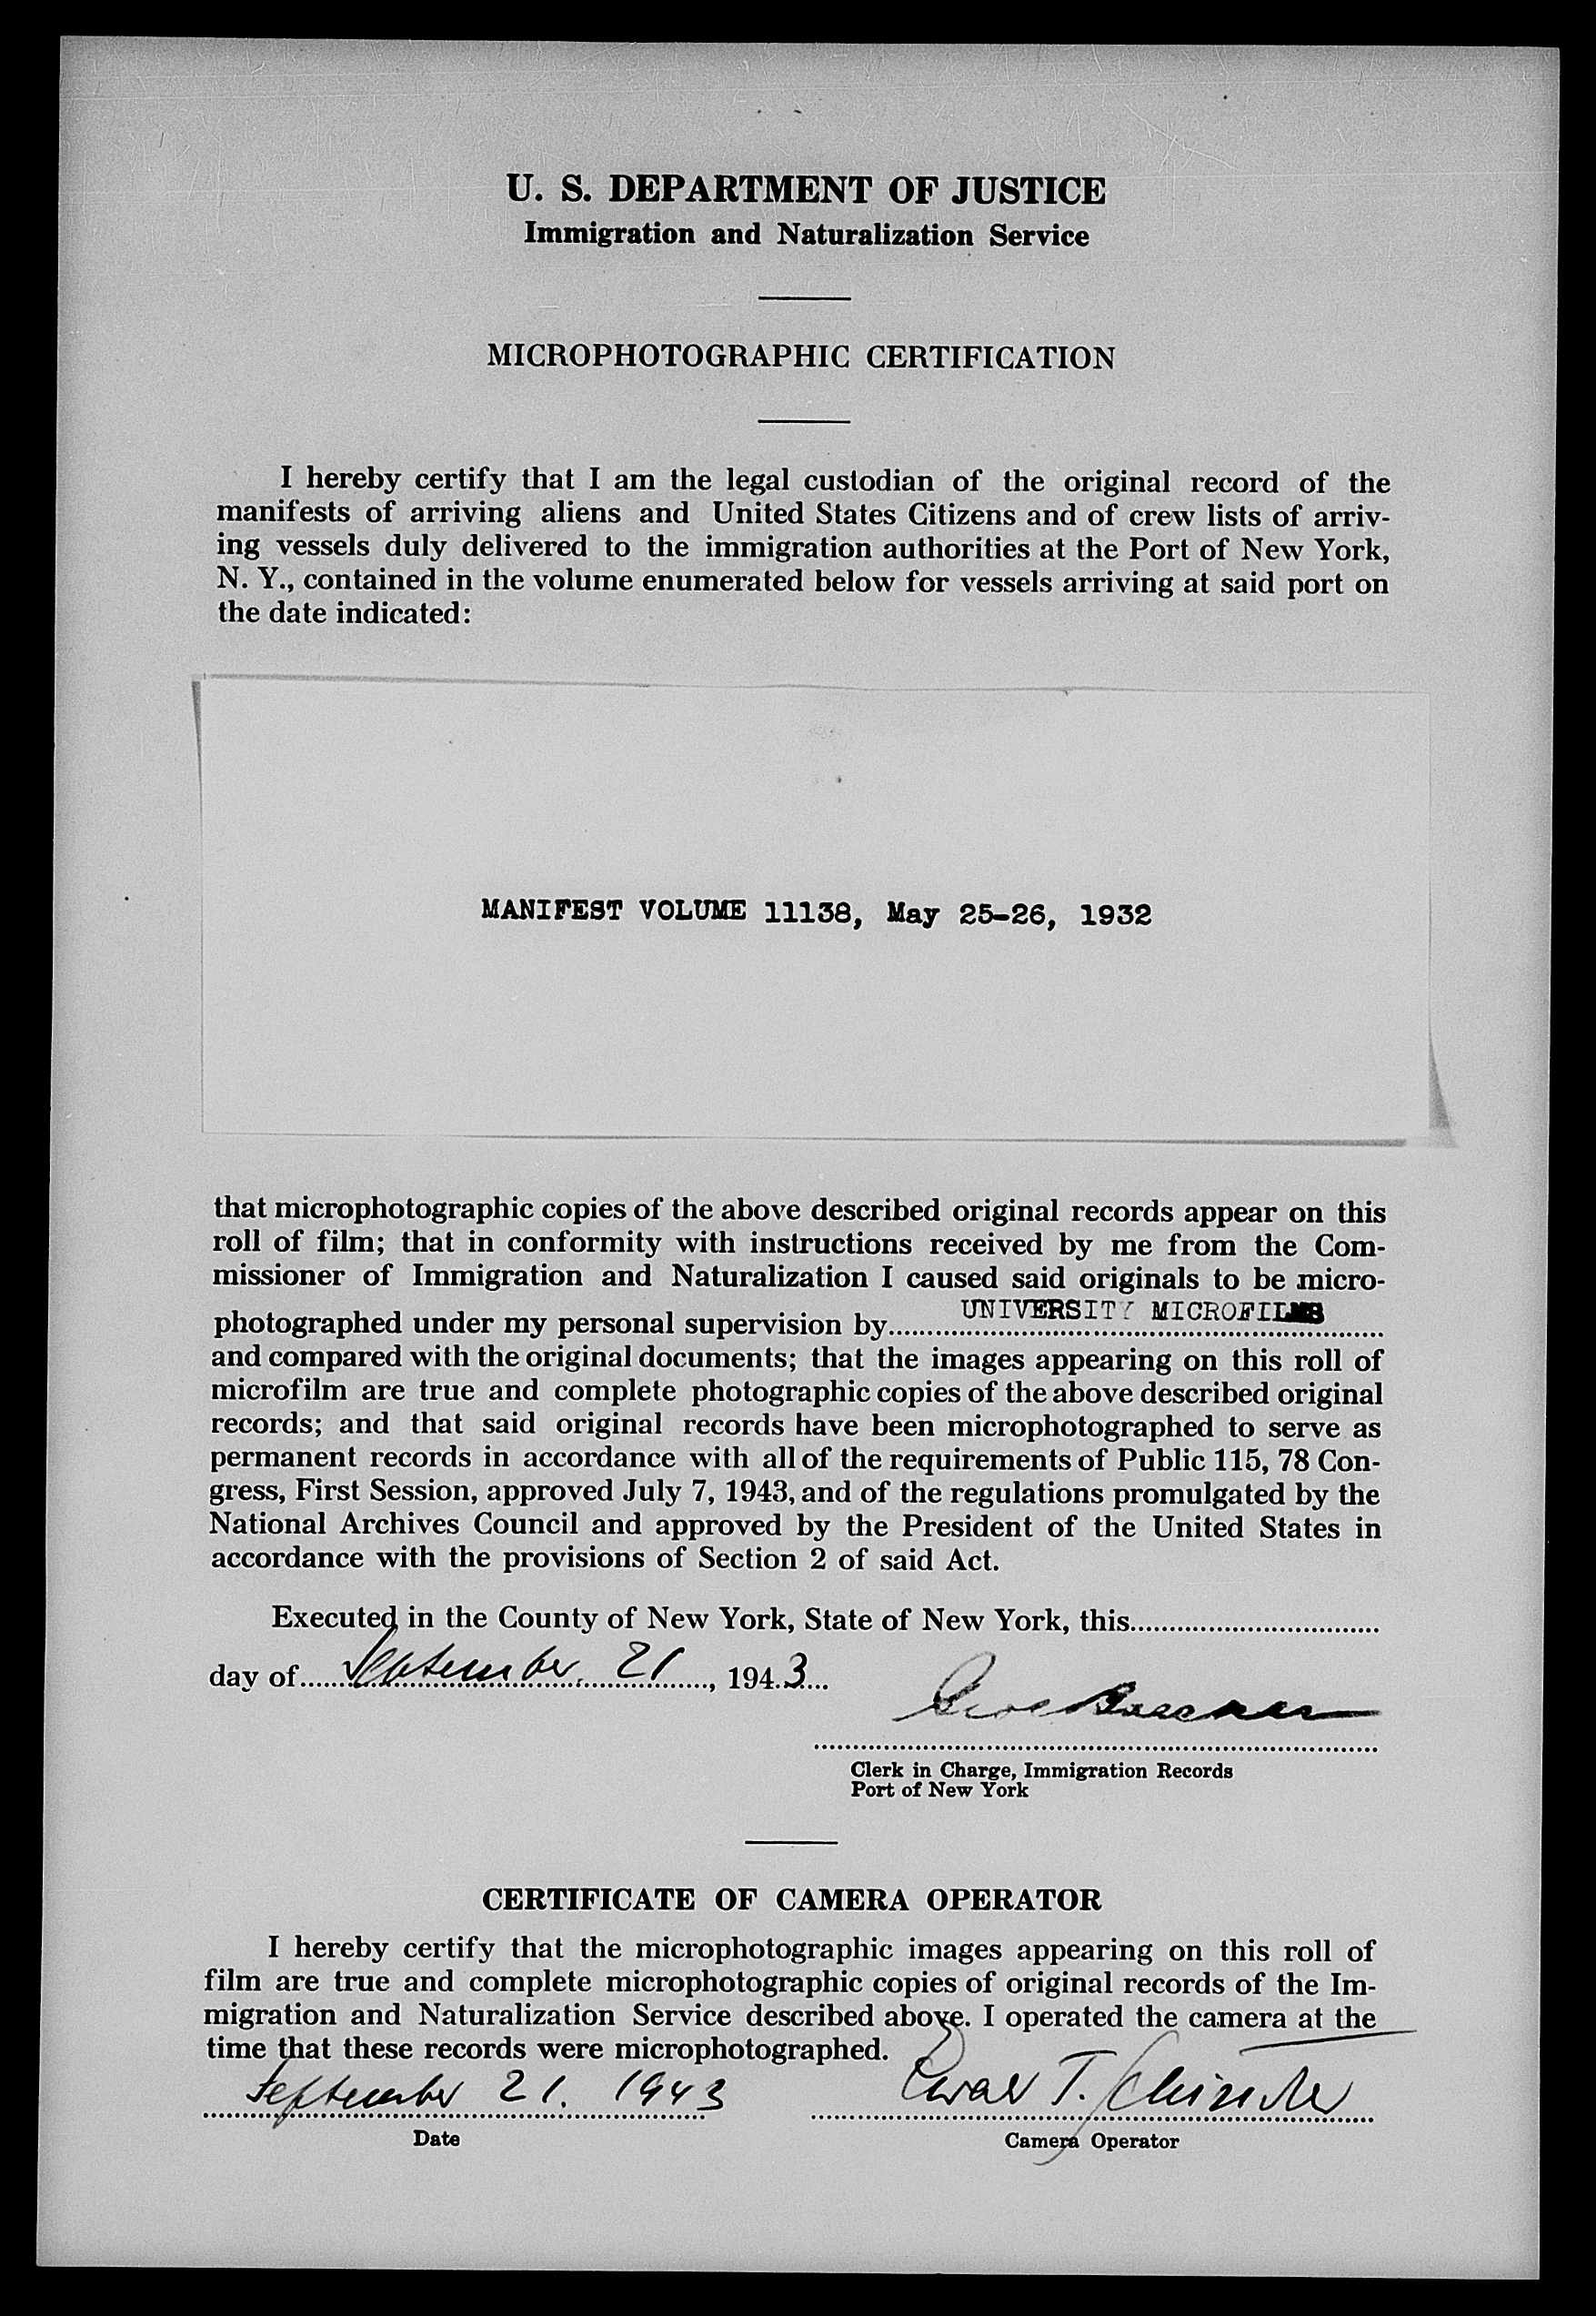 U. S. DEPARTMENT OF JUSTICE
Immigration and Naturalization Service
MICROPHOTOGRAPHIC CERTIFICATION
I hereby certify that I am the legal custodian of the original record of the
manifests of arriving aliens and United States Citizens and of crew lists of arriv-
ing vessels duly delivered to the immigration authorities at the Port of New York,
N. Y., contained in the volume enumerated below for vessels arriving at said port on
the date indicated:
MANIFEST VOLUME 11138, May 25-26, 1932
that microphotographic copies of the above described original records appear on this
roll of film; that in conformity with instructions received by me from the Com-
missioner of Immigration and Naturalization I caused said originals to be micro-
photographed under my personal supervision by UNIVERSITY MICROFILMS
and compared with the original documents; that the images appearing on this roll of
microfilm are true and complete photographic copies of the above described original
records; and that said original records have been microphotographed to serve as
permanent records in accordance with all of the requirements of Public 115, 78 Con-
gress, First Session, approved July 7, 1943, and of the regulations promulgated by the
National Archives Council and approved by the President of the United States in
accordance with the provisions of Section 2 of said Act.
Executed in the County of New York, State of New York, this
day of September 21, 1943
Clerk in Charge, Immigration Records
Port of New York
CERTIFICATE OF CAMERA OPERATOR
I hereby certify that the microphotographic images appearing on this roll of
film are true and complete microphotographic copies of original records of the Im-
migration and Naturalization Service described above. I operated the camera at the
time that these records were microphotographed.
September 21. 1943 T.
Date
Camera Operator